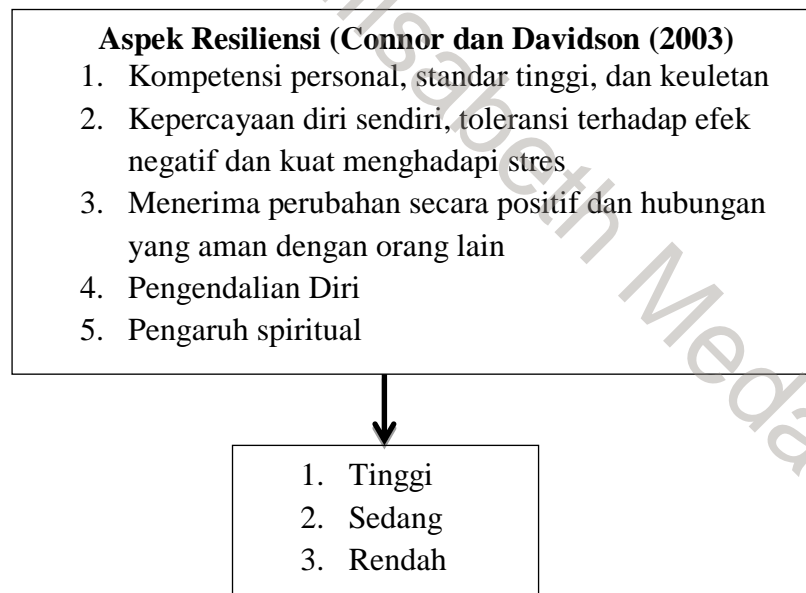 Aspek Resiliensi (Connor dan Davidson (2003)
1. Kompetensi personal, standar tinggi, dan keuletan
2. Kepercayaan diri sendiri, toleransi terhadap efek
negatif dan kuat menghadapi stres
3. Menerima perubahan secara positif dan hubungan
yang aman dengan orang lain
4. Pengendalian Diri
5. Pengaruh spiritual
1. Tinggi
2. Sedang
3. Rendah